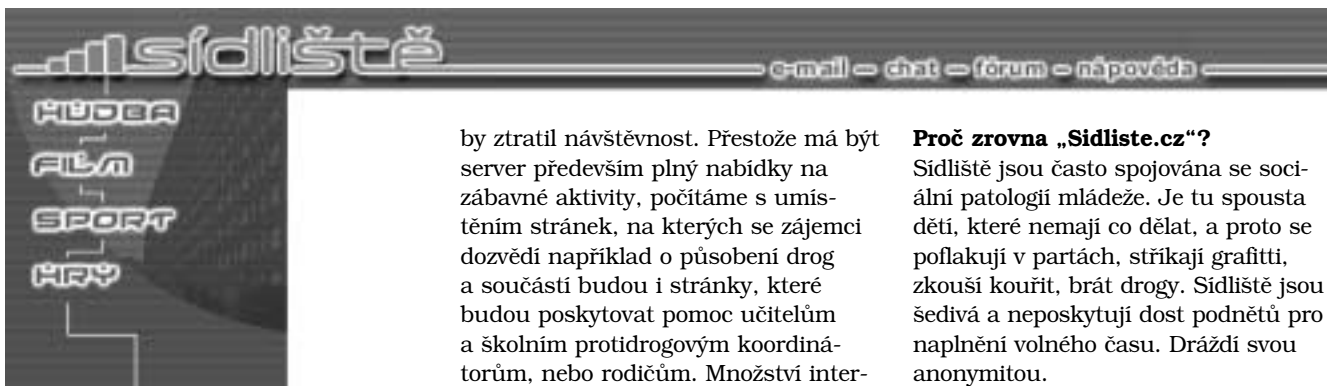 sídliště
e-mail – chat – fórum – nápověda
HUDBA
FILM
SPORT
HRY
by ztratil návštěvnost. Přestože má být
server především plný nabídky na
zábavné aktivity, počítáme s umís-
těním stránek, na kterých se zájemci
dozvědí například o působení drog
a součástí budou i stránky, které
budou poskytovat pomoc učitelům
a školním protidrogovým koordiná-
torům, nebo rodičům. Množství inter-
Proč zrovna „Sidliste.cz“?
Sídliště jsou často spojována se soci-
ální patologií mládeže. Je tu spousta
dětí, které nemají co dělat, a proto se
poflakují v partách, stříkají grafitti,
zkouší kouřit, brát drogy. Sídliště jsou
šedivá a neposkytují dost podnětů pro
naplnění volného času. Dráždí svou
anonymitou.